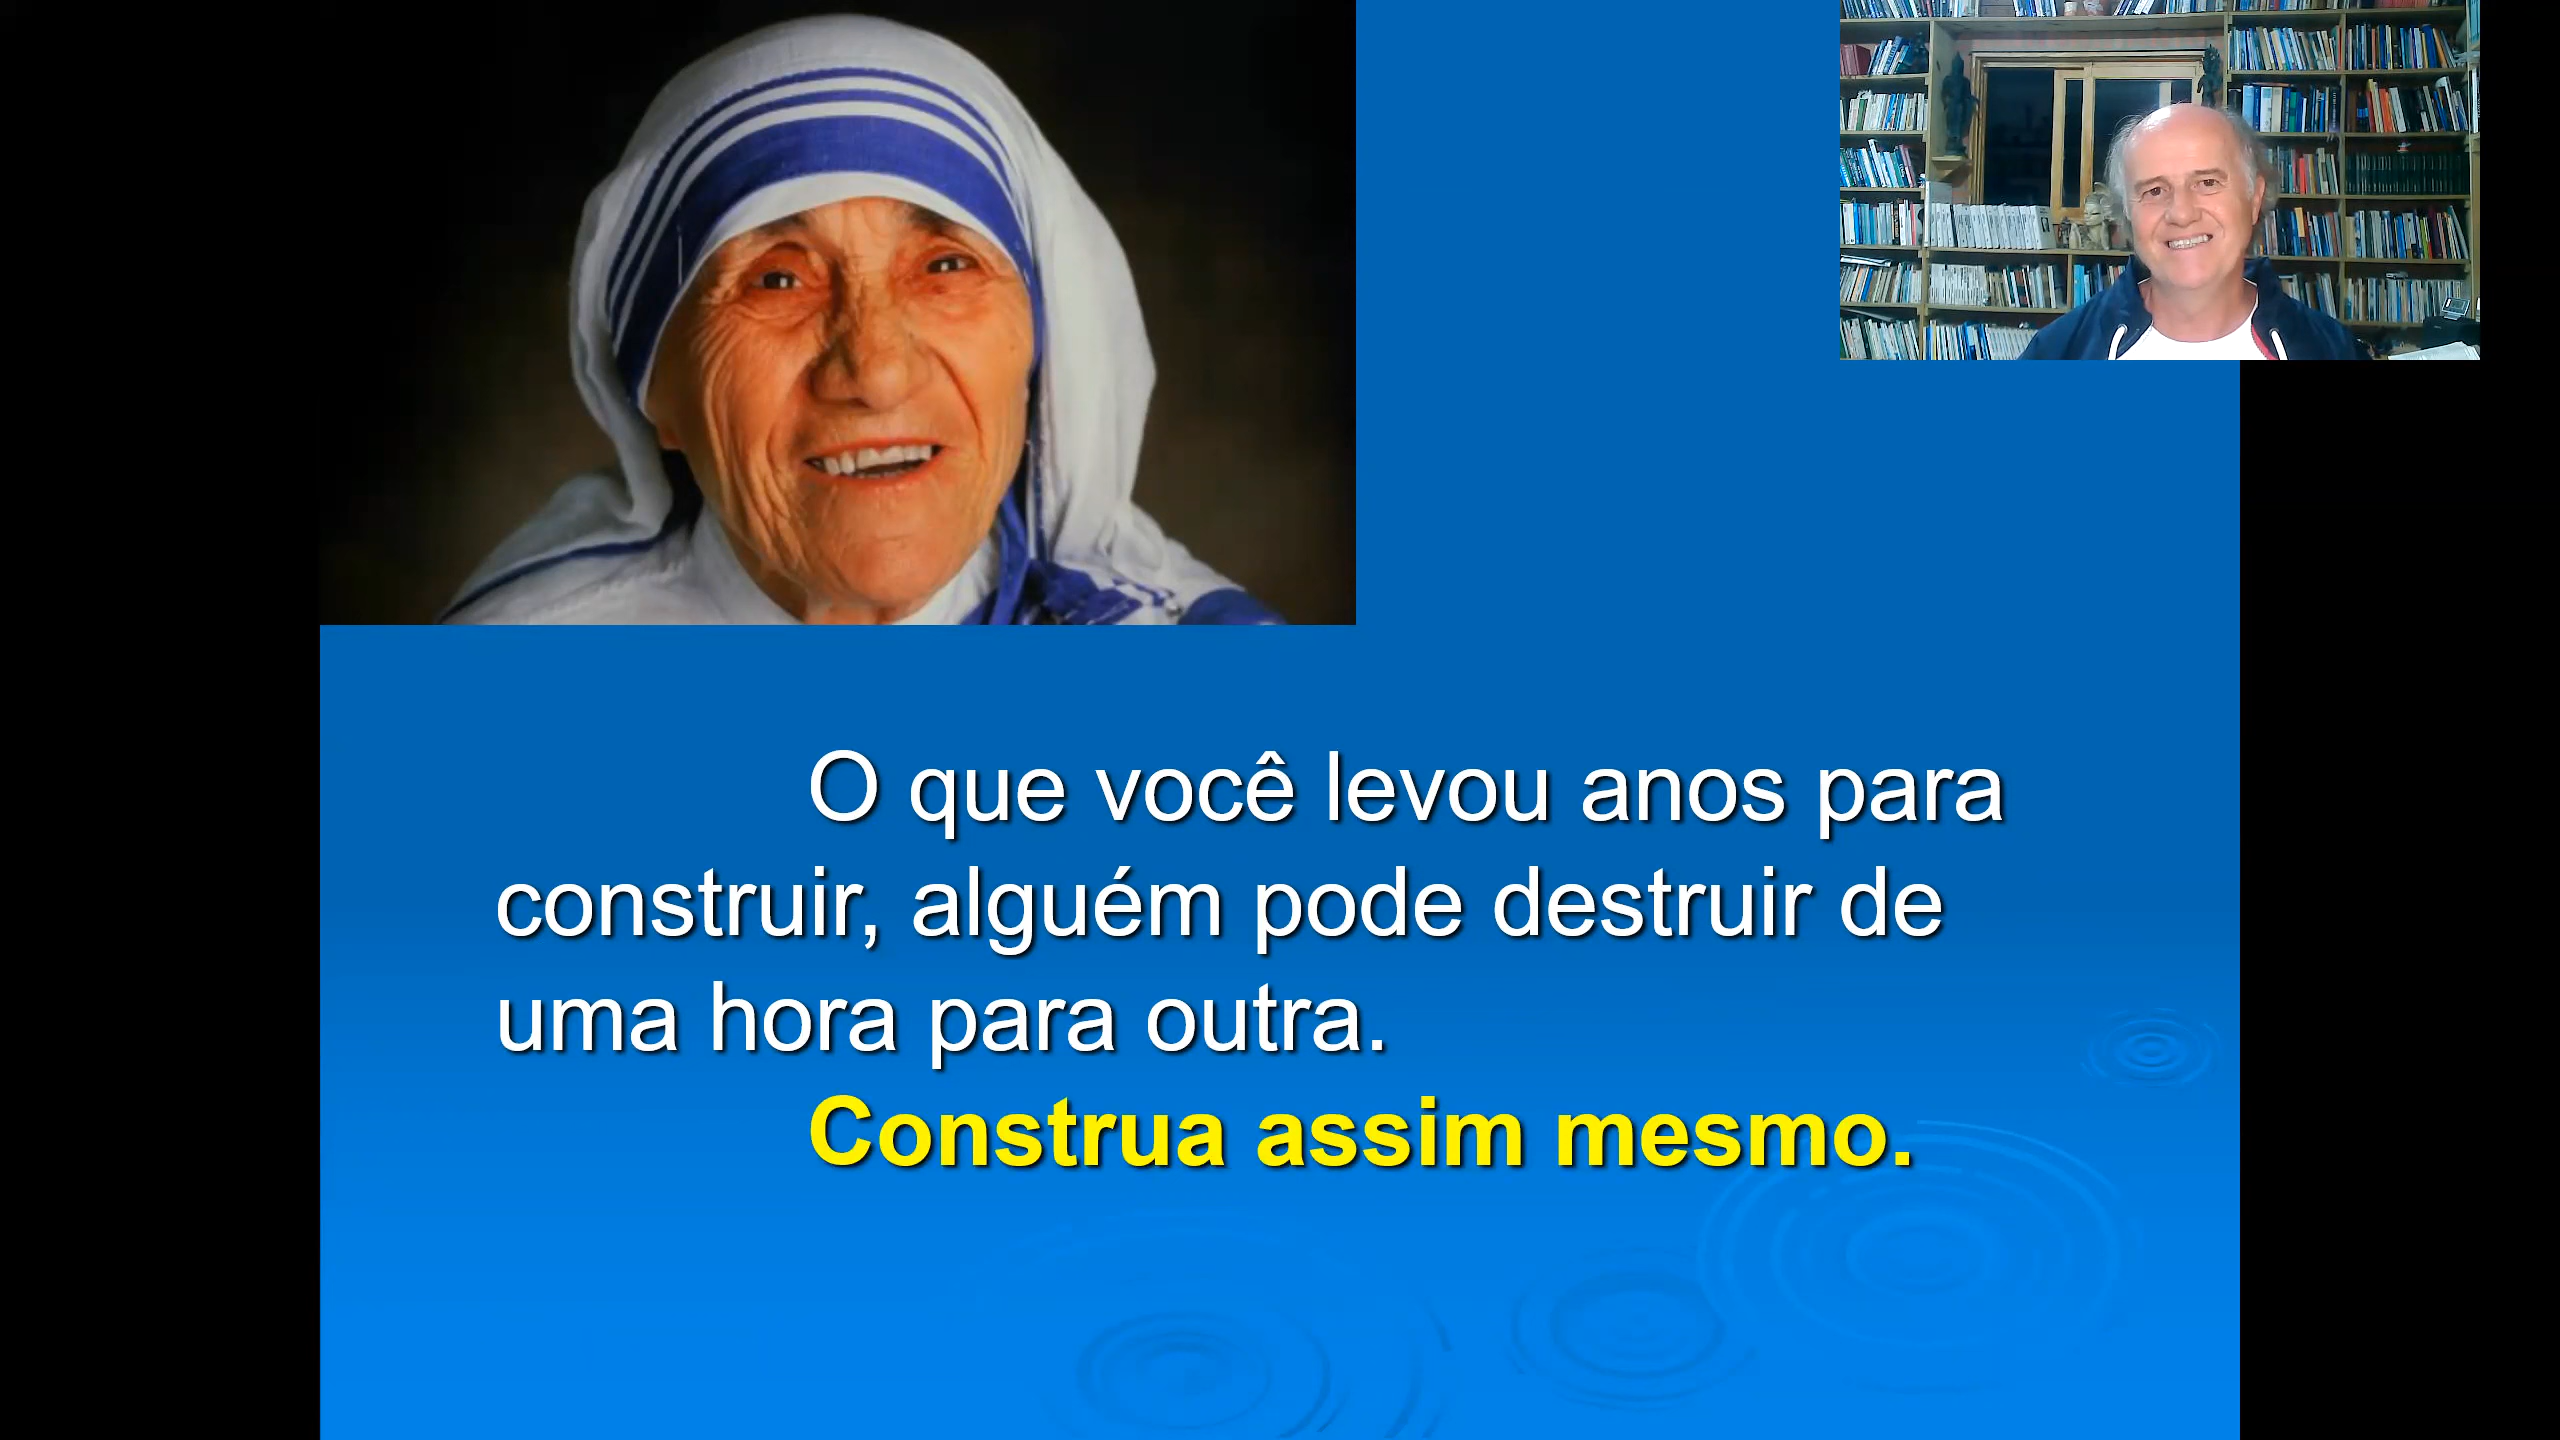 O que você levou anos para
construir, alguém pode destruir de
uma hora para outra.
Construa assim mesmo.